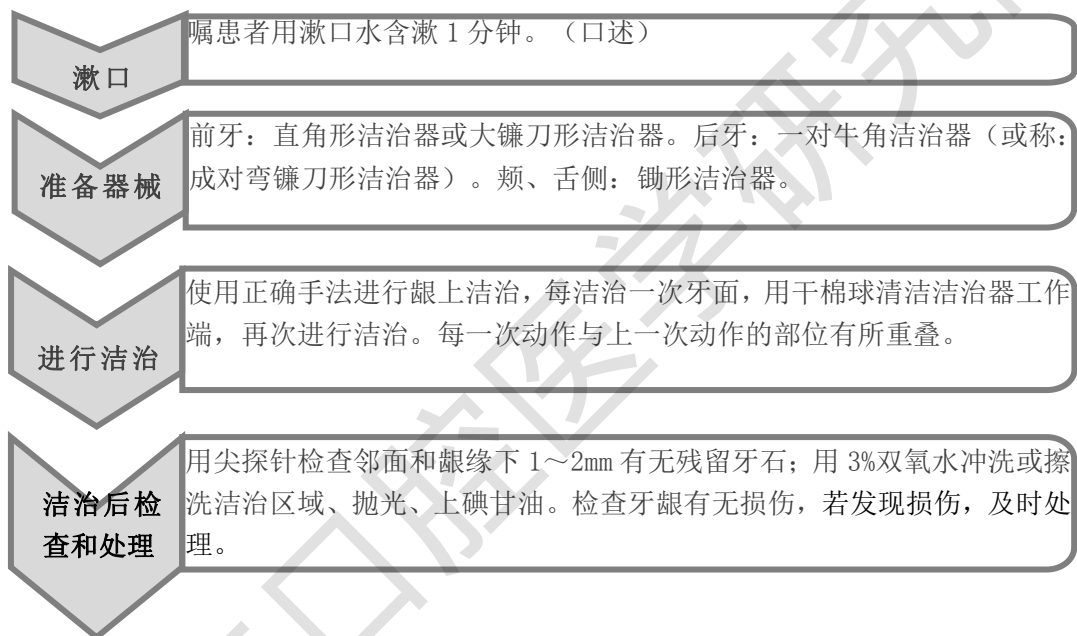 嘱患者用漱口水含漱 1 分钟。（口述）
漱口
前牙：直角形洁治器或大镰刀形洁治器。后牙：一对牛角洁治器（或称：
成对弯镰刀形洁治器）。颊、舌侧：锄形洁治器。
准备器械
使用正确手法进行龈上洁治，每洁治一次牙面，用干棉球清洁洁治器工作
端，再次进行洁治。每一次动作与上一次动作的部位有所重叠。
进行洁治
用尖探针检查邻面和龈缘下 1～2mm 有无残留牙石；用 3%双氧水冲洗或擦
洗洁治区域、抛光、上碘甘油。检查牙龈有无损伤，若发现损伤，及时处
理。
洁治后检
查和处理
口腔医学研究